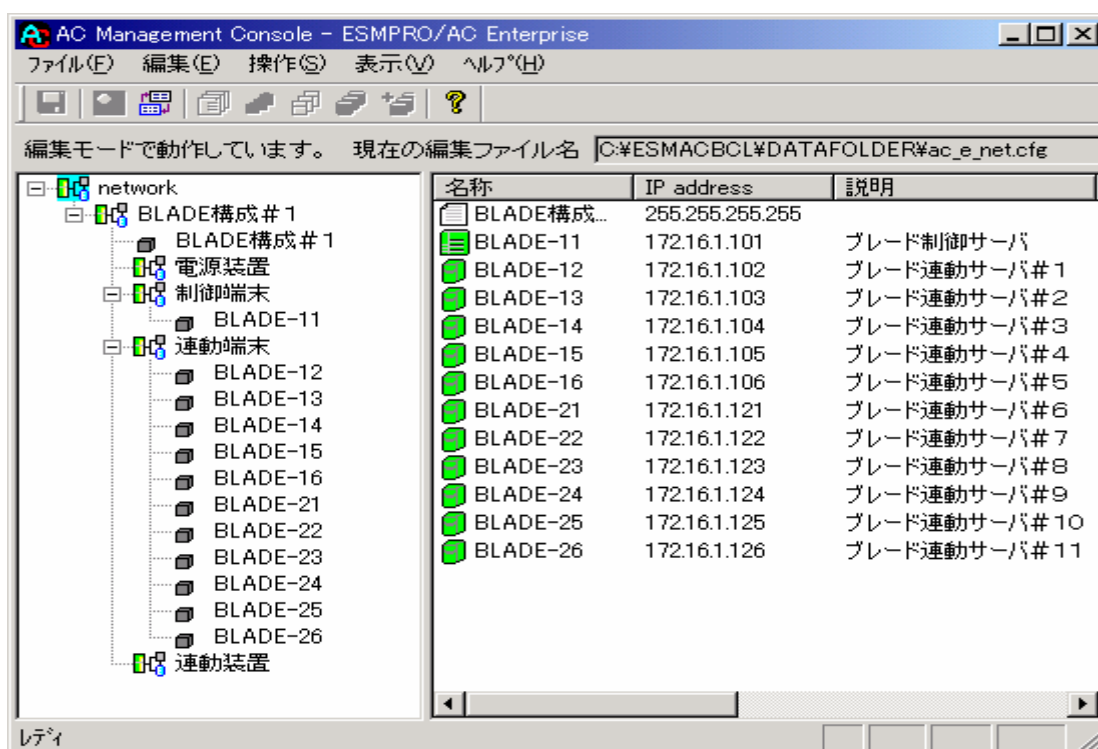 AC Management Console - ESMPRO/AC Enterprise
ファイル(F) 編集(E) 操作(S) 表示(V) ヘルプ(H)
編集モードで動作しています。 現在の編集ファイル名 C:¥ESMACBCL¥DATAFOLDER¥ac_e_net.cfg
network
BLADE構成#1
BLADE構成#1
電源装置
制御端末
BLADE-11
連動端末
BLADE-12
BLADE-13
BLADE-14
BLADE-15
BLADE-16
BLADE-21
BLADE-22
BLADE-23
BLADE-24
BLADE-25
BLADE-26
連動装置
名称 IP address 説明
BLADE構成... 255.255.255.255
BLADE-11 172.16.1.101 ブレード制御サーバ
BLADE-12 172.16.1.102 ブレード連動サーバ#1
BLADE-13 172.16.1.103 ブレード連動サーバ#2
BLADE-14 172.16.1.104 ブレード連動サーバ#3
BLADE-15 172.16.1.105 ブレード連動サーバ#4
BLADE-16 172.16.1.106 ブレード連動サーバ#5
BLADE-21 172.16.1.121 ブレード連動サーバ#6
BLADE-22 172.16.1.122 ブレード連動サーバ#7
BLADE-23 172.16.1.123 ブレード連動サーバ#8
BLADE-24 172.16.1.124 ブレード連動サーバ#9
BLADE-25 172.16.1.125 ブレード連動サーバ#10
BLADE-26 172.16.1.126 ブレード連動サーバ#11
レディ